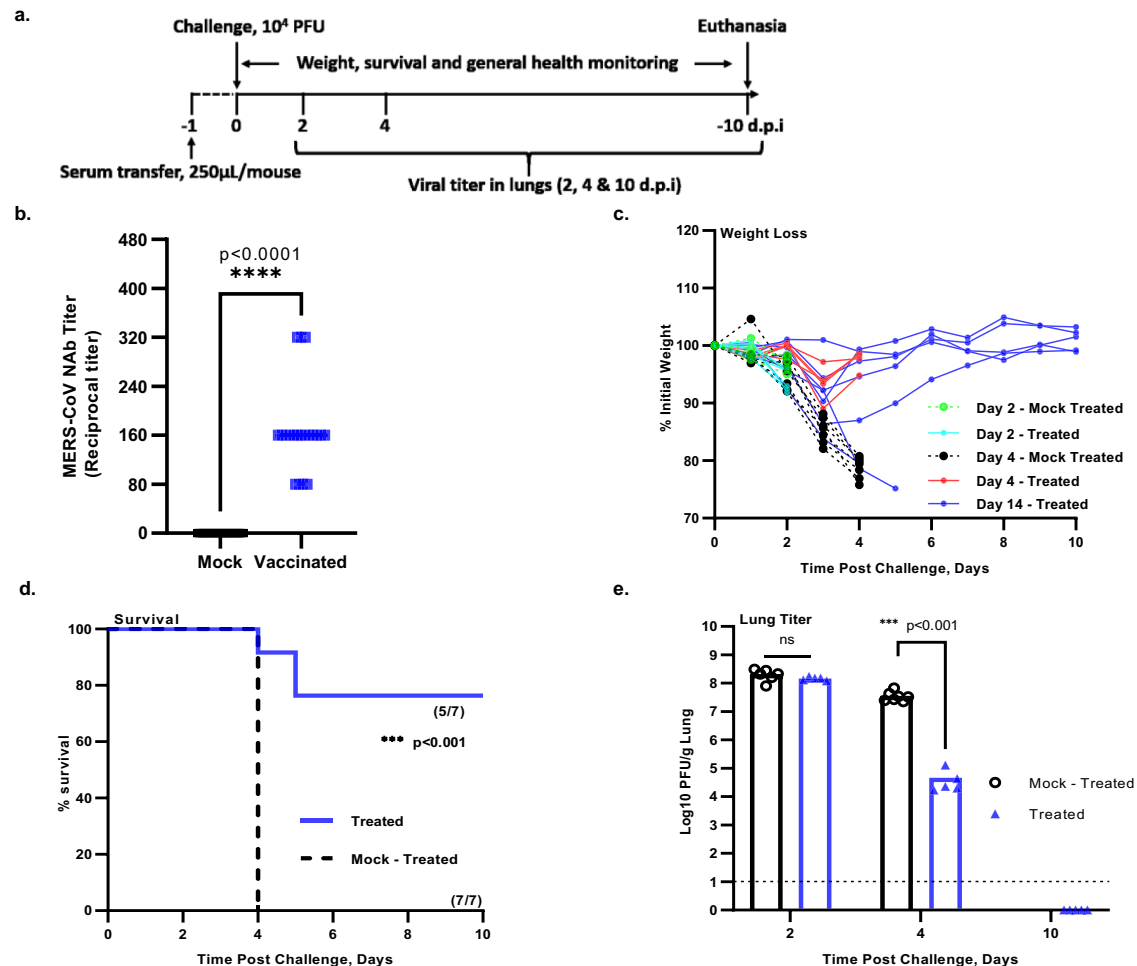 a.
Challenge, 10⁴ PFU
Euthanasia
Weight, survival and general health monitoring
-1 0 2 4 -10 d.p.i
Serum transfer, 250µL/mouse
Viral titer in lungs (2, 4 & 10 d.p.i)
b.
MERS-CoV NAb Titer
(Reciprocal titer)
480
400
320
240
160
80
0
p<0.0001
****
Mock Vaccinated
c.
Weight Loss
% Initial Weight
120
110
100
90
80
70
Day 2 - Mock Treated
Day 2 - Treated
Day 4 - Mock Treated
Day 4 - Treated
Day 14 - Treated
0 2 4 6 8 10
Time Post Challenge, Days
d.
Survival
% survival
100
80
60
40
20
0
(5/7)
*** p<0.001
Treated
Mock - Treated
(7/7)
0 2 4 6 8 10
Time Post Challenge, Days
e.
Lung Titer
Log10 PFU/g Lung
10
9
8
7
6
5
4
3
2
1
0
ns
*** p<0.001
Mock - Treated
Treated
2 4 10
Time Post Challenge, Days